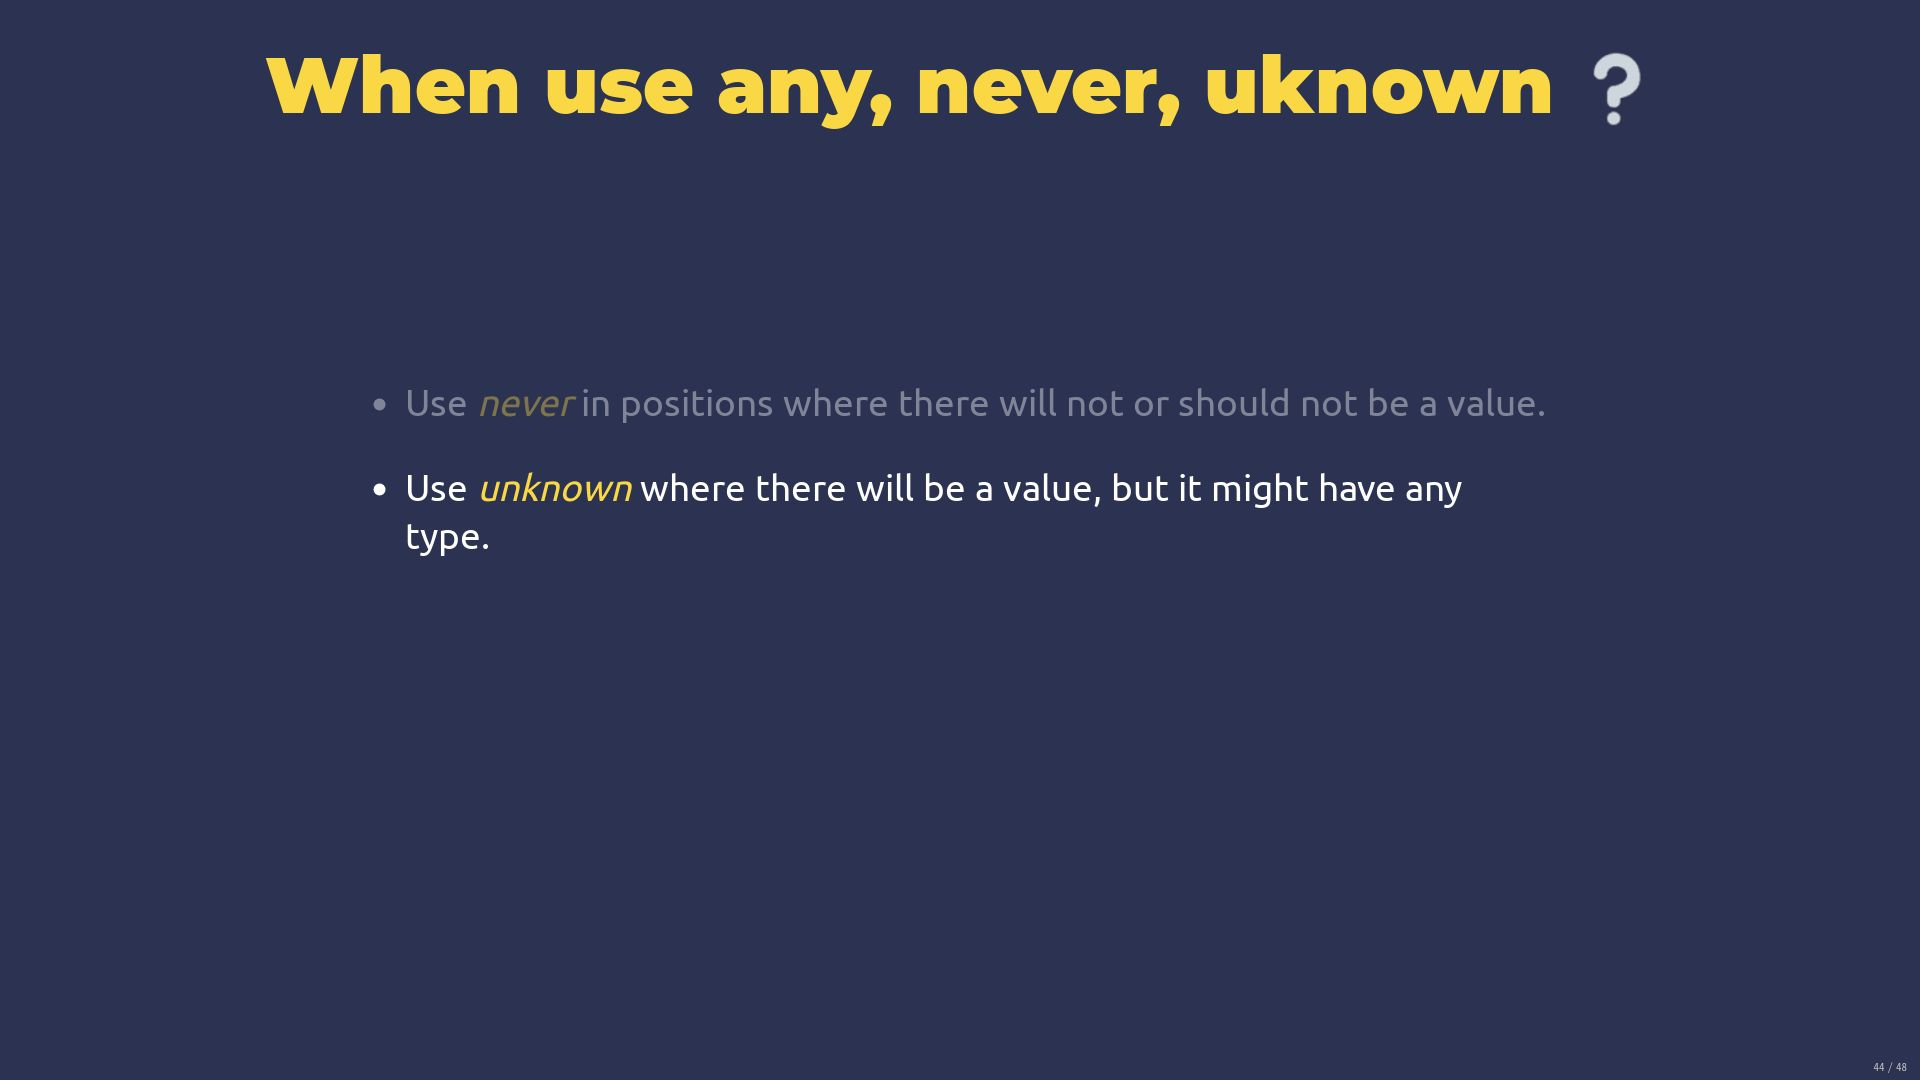 When use any, never, uknown ❔
• Use never in positions where there will not or should not be a value.
• Use unknown where there will be a value, but it might have any
type.
44 / 48